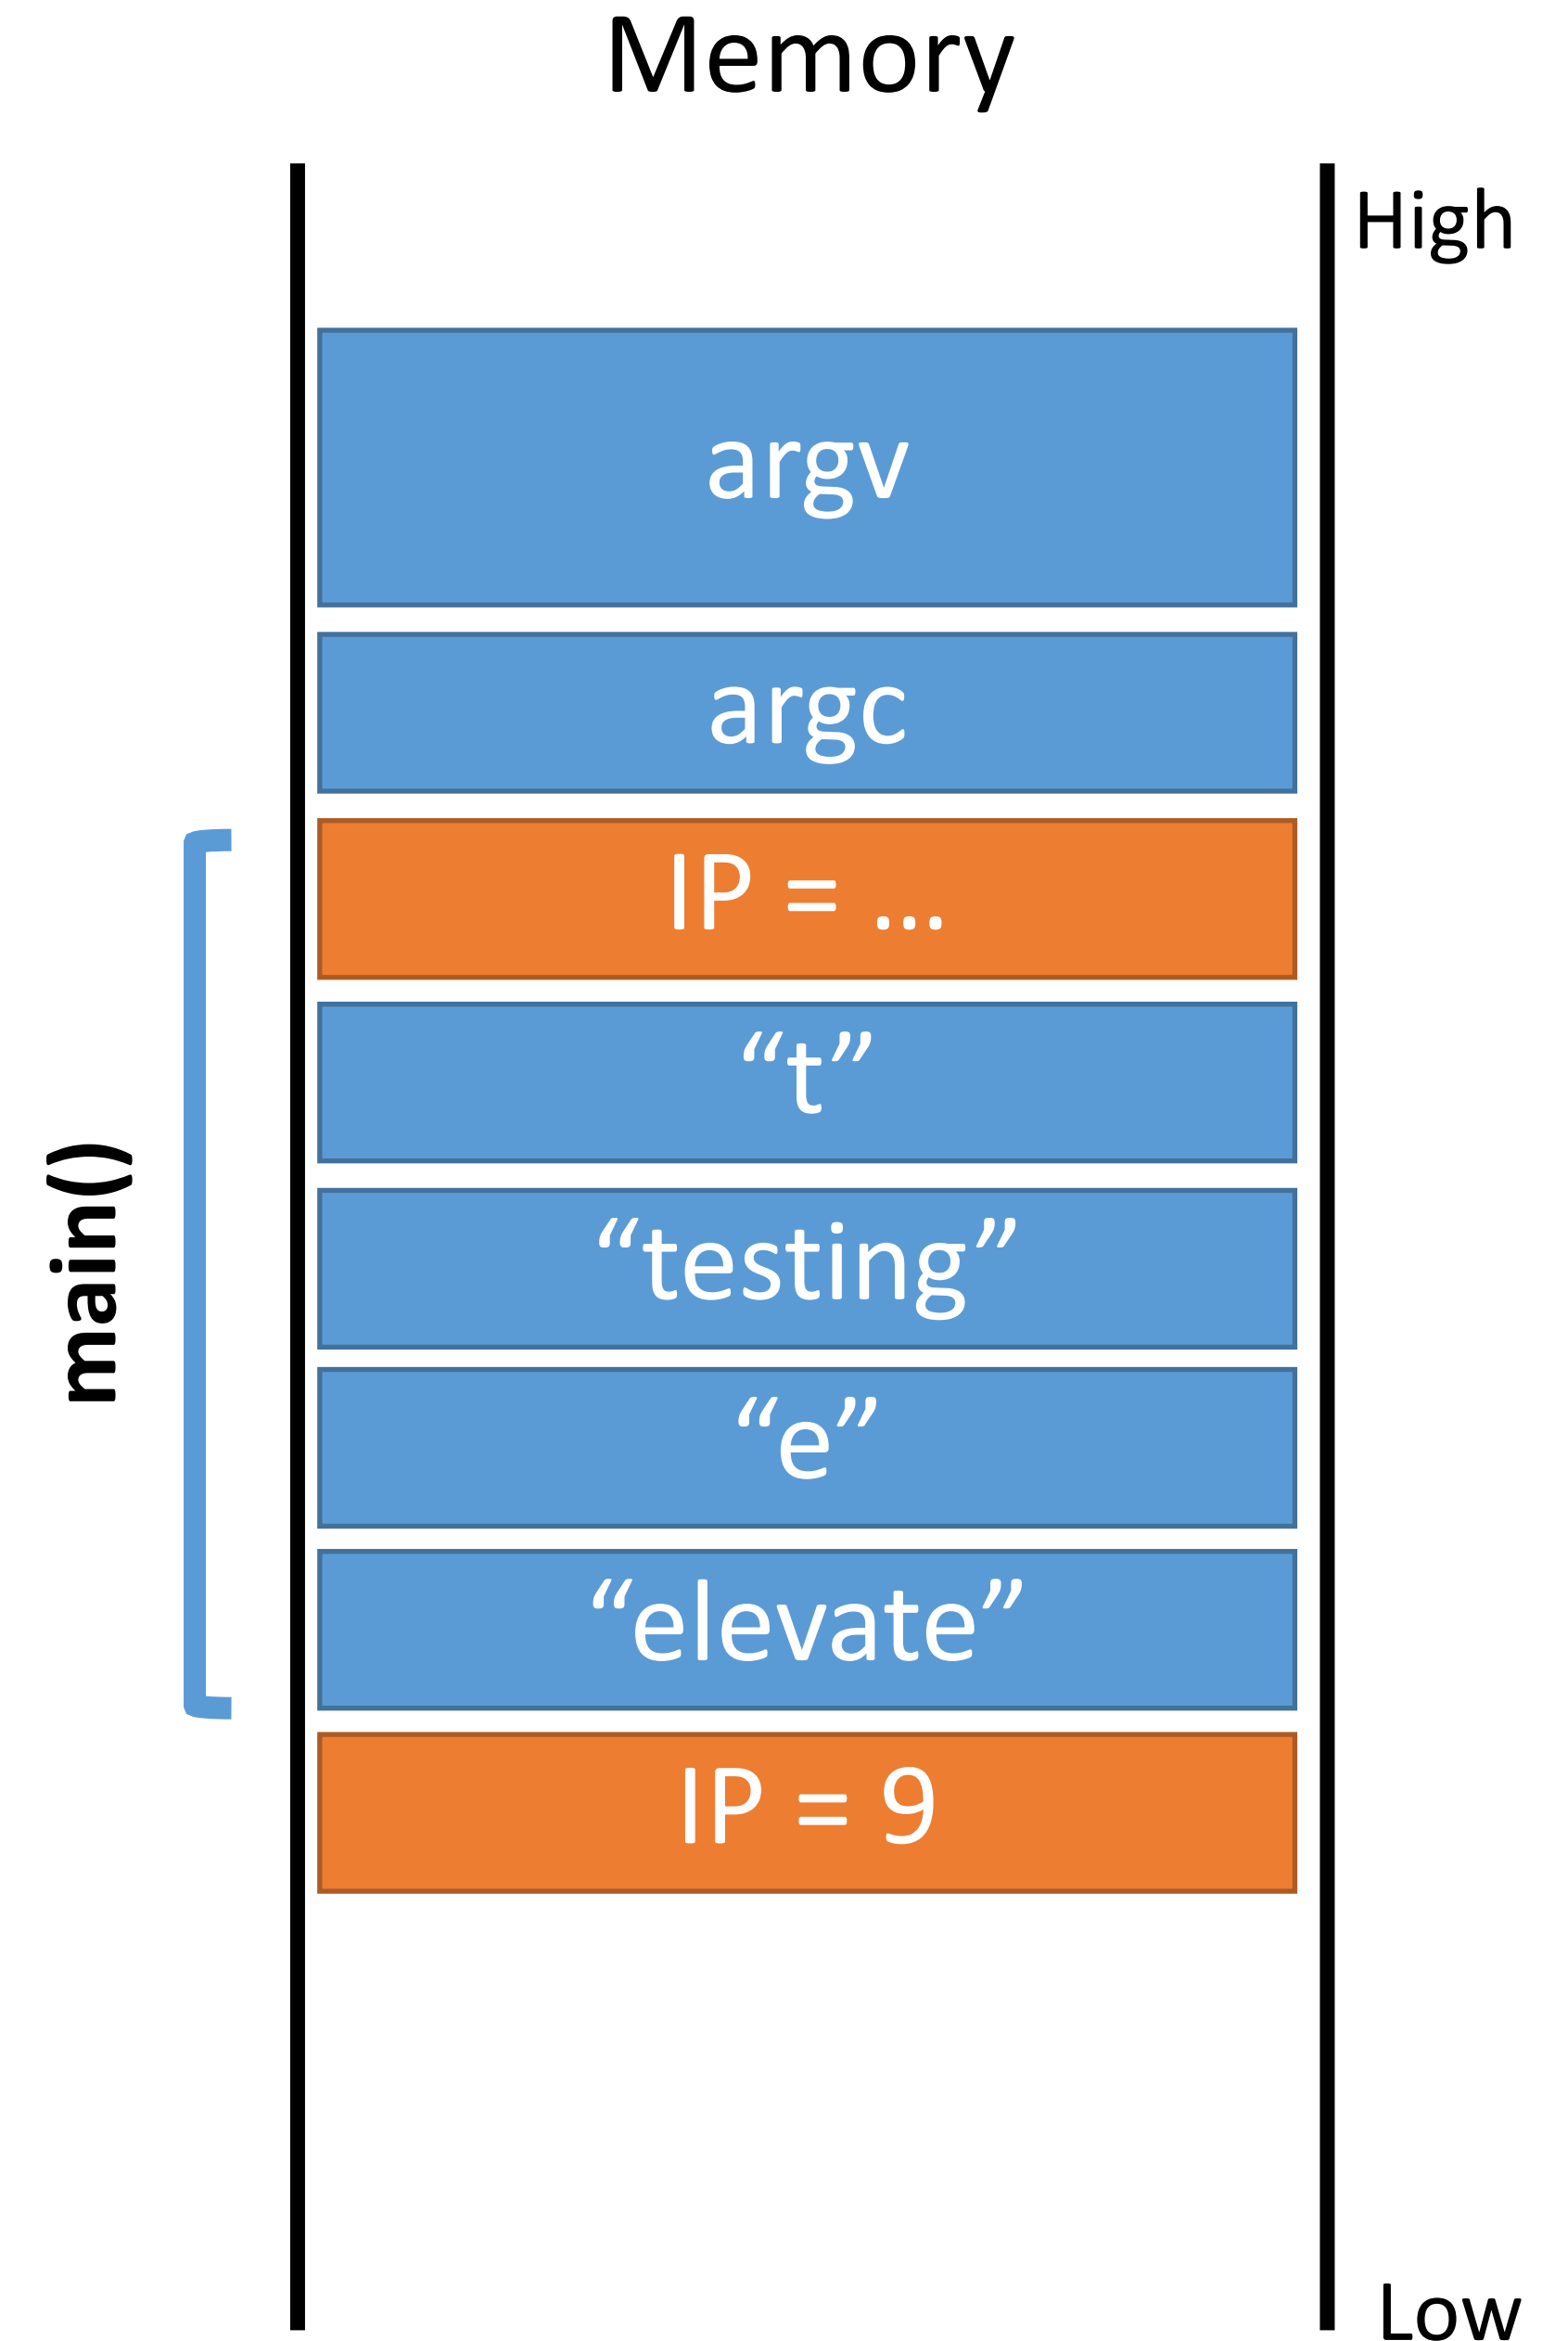 Memory
High
argv
argc
IP = …
“t”
main()
“testing”
“e”
“elevate”
IP = 9
Low